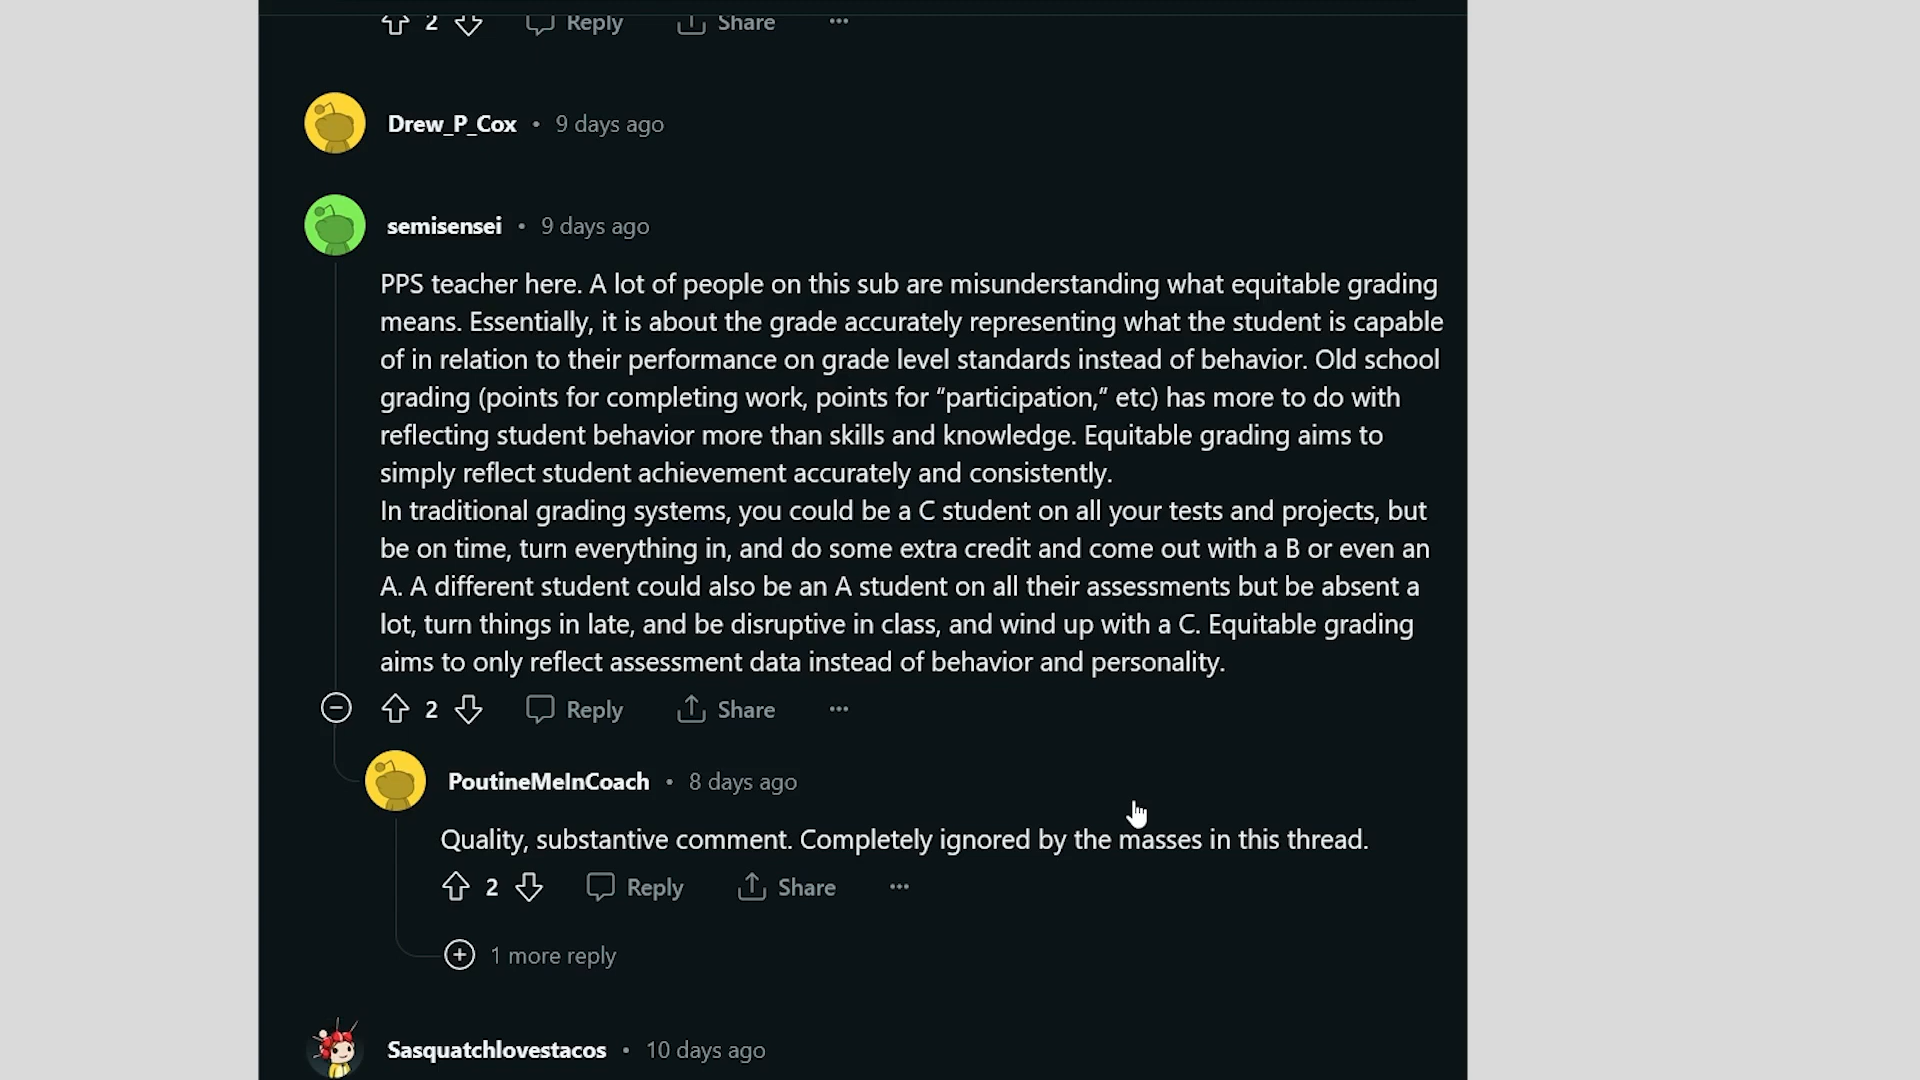 2 Reply Share ...
Drew_P_Cox • 9 days ago
semisensei • 9 days ago
PPS teacher here. A lot of people on this sub are misunderstanding what equitable grading
means. Essentially, it is about the grade accurately representing what the student is capable
of in relation to their performance on grade level standards instead of behavior. Old school
grading (points for completing work, points for “participation,” etc) has more to do with
reflecting student behavior more than skills and knowledge. Equitable grading aims to
simply reflect student achievement accurately and consistently.
In traditional grading systems, you could be a C student on all your tests and projects, but
be on time, turn everything in, and do some extra credit and come out with a B or even an
A. A different student could also be an A student on all their assessments but be absent a
lot, turn things in late, and be disruptive in class, and wind up with a C. Equitable grading
aims to only reflect assessment data instead of behavior and personality.
2 Reply Share ...
PoutineMeInCoach • 8 days ago
Quality, substantive comment. Completely ignored by the masses in this thread.
2 Reply Share ...
1 more reply
Sasquatchlovestacos • 10 days ago